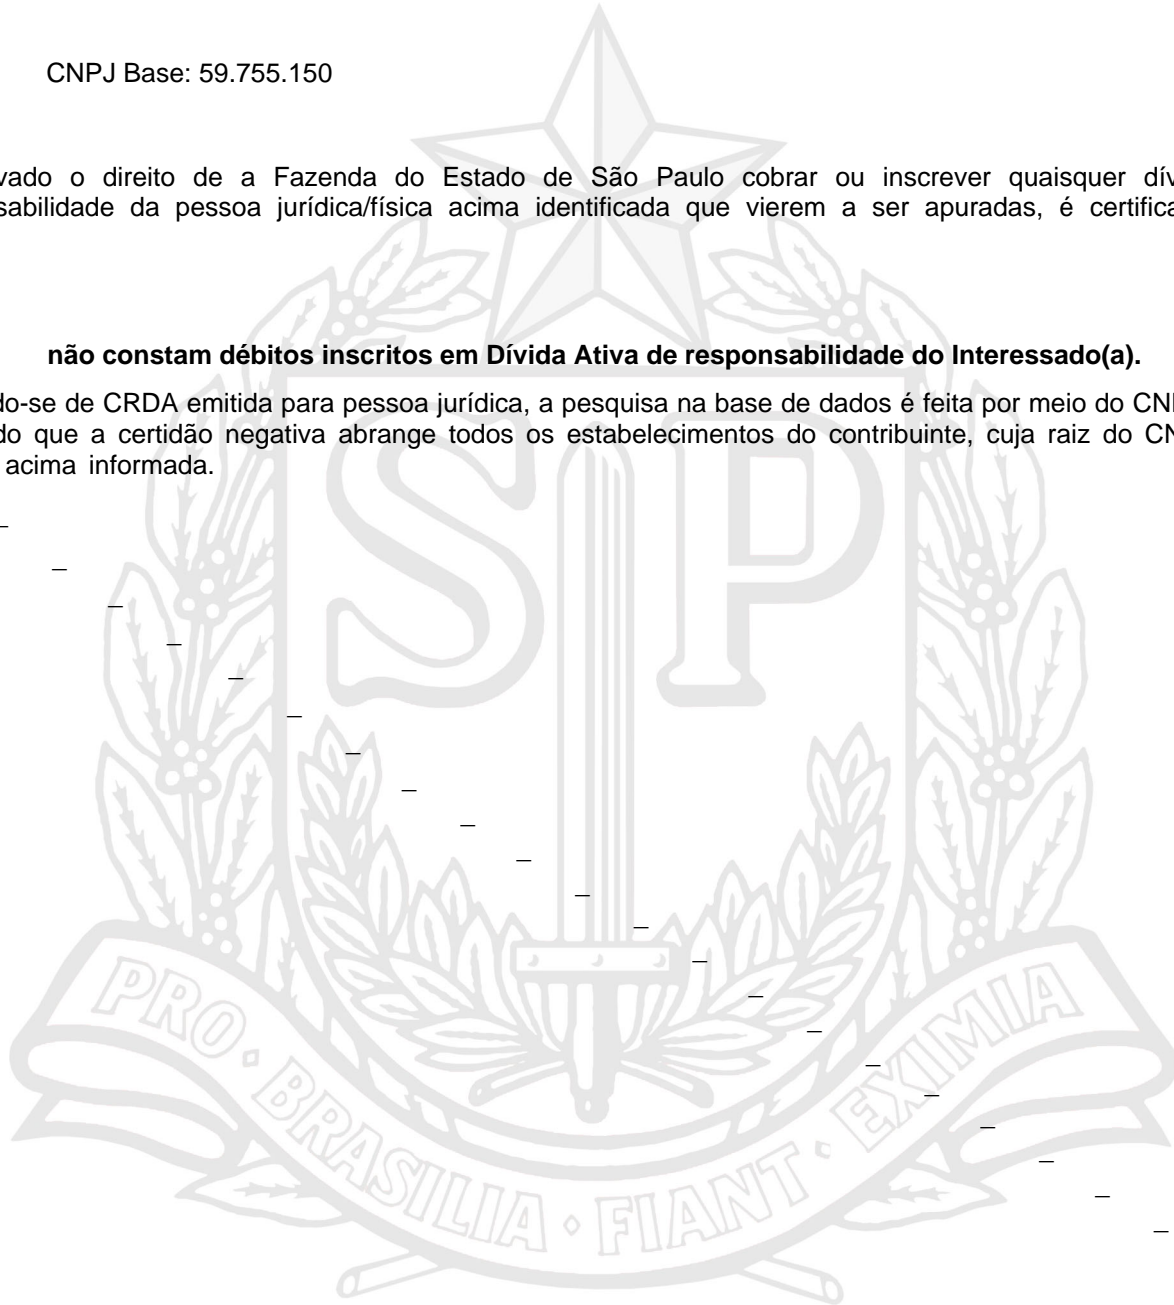 CNPJ Base: 59.755.150
vado o direito de a Fazenda do Estado de São Paulo cobrar ou inscrever quaisquer dív
sabilidade da pessoa jurídica/física acima identificada que vierem a ser apuradas, é certifica
não constam débitos inscritos em Dívida Ativa de responsabilidade do Interessado(a).
do-se de CRDA emitida para pessoa jurídica, a pesquisa na base de dados é feita por meio do CN
do que a certidão negativa abrange todos os estabelecimentos do contribuinte, cuja raiz do CN
acima informada.
SP
PRO • BRASILIA • FIANT • EXIMIA